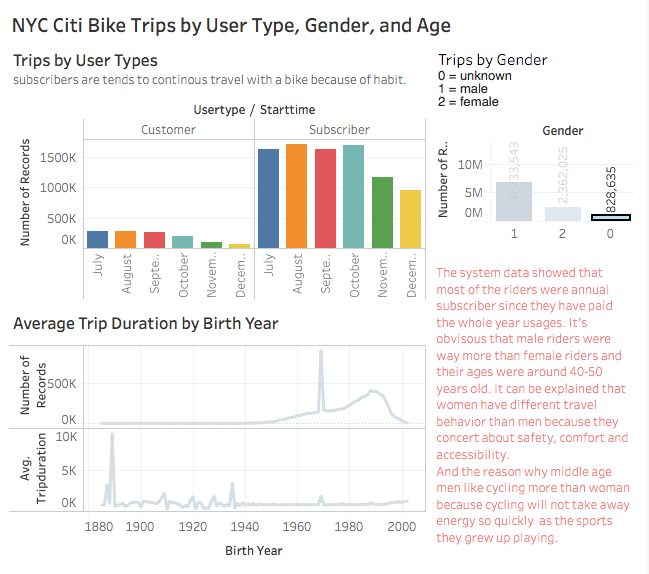 NYC Citi Bike Trips by User Type, Gender, and Age
Trips by User Types
subscribers are tends to continous travel with a bike because of habit.
Usertype / Starttime
Customer
Subscriber
Number of Records
1500K
1000K
500K
0K
July
August
Septe..
October
Novem..
Decem..
July
August
Septe..
October
Novem..
Decem..
Trips by Gender
0 = unknown
1 = male
2 = female
Gender
Number of R..
10M
5M
0M
2,362,025
828,635
1
2
0
Average Trip Duration by Birth Year
Number of
Records
500K
0K
Avg.
Tripduration
10K
5K
0K
1880
1900
1920
1940
1960
1980
2000
Birth Year
The system data showed that
most of the riders were annual
subscriber since they have paid
the whole year usages. It's
obvisous that male riders were
way more than female riders and
their ages were around 40-50
years old. It can be explained that
women have different travel
behavior than men because they
concert about safety, comfort and
accessibility.
And the reason why middle age
men like cycling more than woman
because cycling will not take away
energy so quickly  as the sports
they grew up playing.